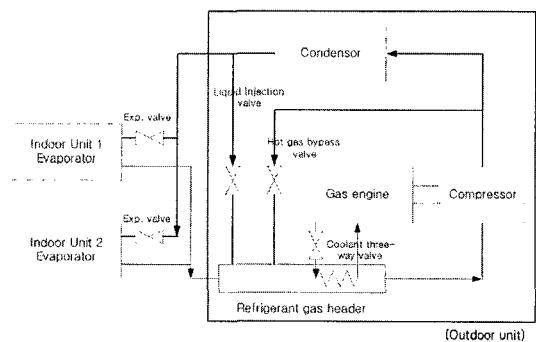 Condensor
Liquid Injection
valve
Exp. valve
Hot gas bypass
valve
Indoor Unit 1
Evaporator
Gas engine
Compressor
Exp. valve
Indoor Unit 2
Evaporator
Coolant three-
way valve
Refrigerant gas header
(Outdoor unit)